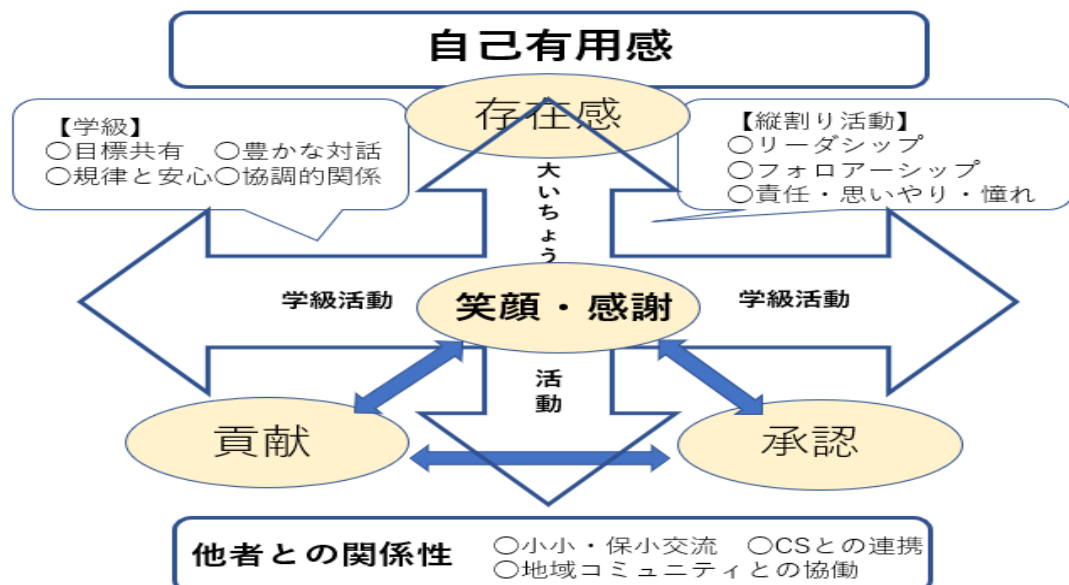 自己有用感
存在感
【学級】
○目標共有　○豊かな対話
○規律と安心○協調的関係
【縦割り活動】
○リーダシップ
○フォロアーシップ
○責任・思いやり・憧れ
大いちょう
学級活動
笑顔・感謝
学級活動
活動
貢献
承認
他者との関係性
○小小・保小交流　○CSとの連携
○地域コミュニティとの協働